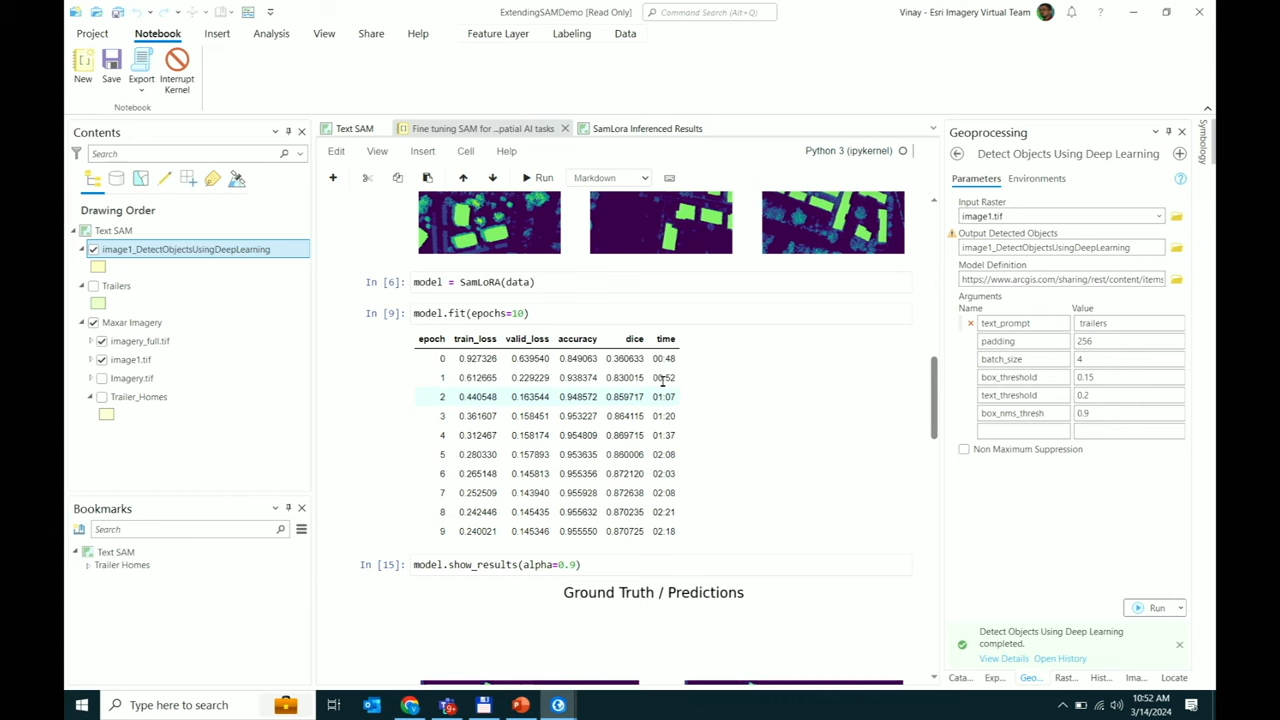 ExtendingSAMDemo [Read Only]
Command Search (Alt+Q)
Vinay - Esri Imagery Virtual Team
?
Project
Notebook
Insert
Analysis
View
Share
Help
Feature Layer
Labeling
Data
New
Save
Export
Interrupt
Kernel
Notebook
Contents
Search
Drawing Order
Text SAM
image1_DetectObjectsUsingDeepLearning
Trailers
Maxar Imagery
imagery_full.tif
image1.tif
Imagery.tif
Trailer_Homes
Bookmarks
Search
Text SAM
Trailer Homes
Text SAM
Fine tuning SAM for ...patial AI tasks
SamLora Inferenced Results
Edit View Insert Cell Help
Python 3 (ipykernel)
Run
Markdown
In [6]: model = SamLoRA(data)
In [9]: model.fit(epochs=10)
epoch train_loss valid_loss accuracy dice time
0 0.927326 0.639540 0.849063 0.360633 00:48
1 0.612665 0.229229 0.938374 0.830015 00:52
2 0.440548 0.163544 0.948572 0.859717 01:07
3 0.361607 0.158451 0.953227 0.864115 01:20
4 0.312467 0.158174 0.954809 0.869715 01:37
5 0.280330 0.157893 0.953635 0.860006 02:08
6 0.265148 0.145813 0.955356 0.872120 02:03
7 0.252509 0.143940 0.955928 0.872638 02:08
8 0.242446 0.145435 0.955632 0.870235 02:21
9 0.240021 0.145346 0.955550 0.870725 02:18
In [15]: model.show_results(alpha=0.9)
Ground Truth / Predictions
Geoprocessing
Detect Objects Using Deep Learning
Parameters Environments
Input Raster
image1.tif
Output Detected Objects
image1_DetectObjectsUsingDeepLearning
Model Definition
https://www.arcgis.com/sharing/rest/content/items
Arguments
Name Value
text_prompt trailers
padding 256
batch_size 4
box_threshold 0.15
text_threshold 0.2
box_nms_thresh 0.9
Non Maximum Suppression
Run
Detect Objects Using Deep Learning
completed.
View Details Open History
Cata... Exp... Geo... Rast... Hist... Ima... Locate
Symbology
Type here to search
10:52 AM
3/14/2024